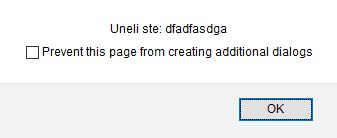 Uneli ste: dfadfasdga
Prevent this page from creating additional dialogs
OK